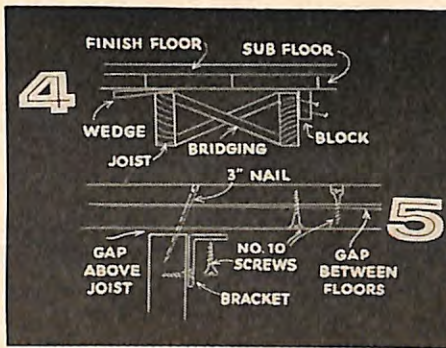 4
FINISH FLOOR
SUB FLOOR
WEDGE
JOIST
BRIDGING
BLOCK
5
3" NAIL
GAP
ABOVE
JOIST
NO. 10
SCREWS
BRACKET
GAP
BETWEEN
FLOORS